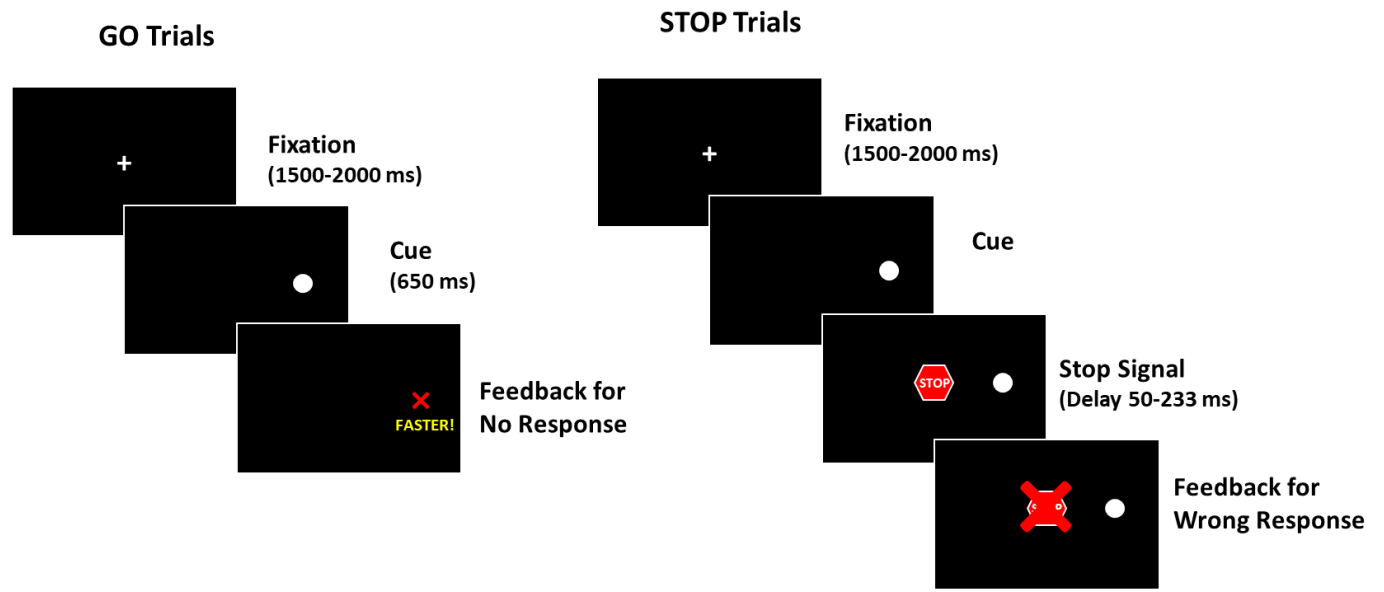 GO Trials
Fixation
(1500-2000 ms)
Cue
(650 ms)
FASTER!
Feedback for
No Response
STOP Trials
Fixation
(1500-2000 ms)
Cue
STOP
Stop Signal
(Delay 50-233 ms)
Feedback for
Wrong Response